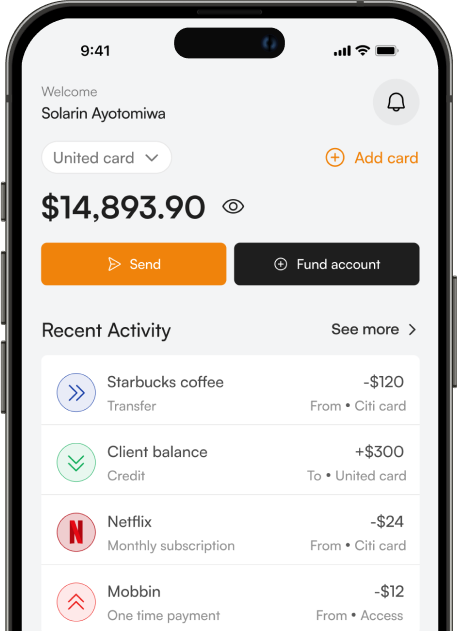 9:41
Welcome
Solarin Ayotomiwa
United card
Add card
$14,893.90
Send
Fund account
Recent Activity
See more
Starbucks coffee
-$120
Transfer
From • Citi card
Client balance
+$300
Credit
To • United card
N
Netflix
-$24
Monthly subscription
From • Citi card
Mobbin
-$12
One time payment
From • Access